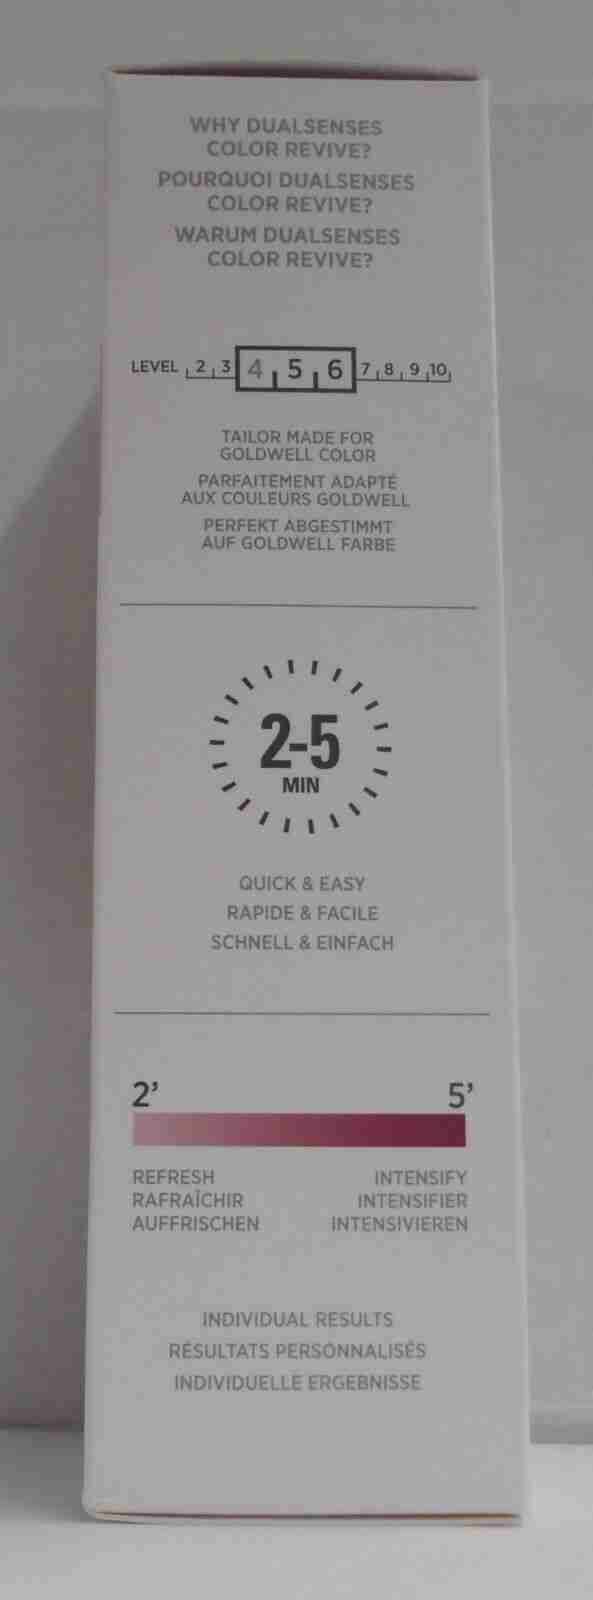 WHY DUALSENSES
COLOR REVIVE?
POURQUOI DUALSENSES
COLOR REVIVE?
WARUM DUALSENSES
COLOR REVIVE?
LEVEL 2 3 4 5 6 7 8 9 10
TAILOR MADE FOR
GOLDWELL COLOR
PARFAITEMENT ADAPTÉ
AUX COULEURS GOLDWELL
PERFEKT ABGESTIMMT
AUF GOLDWELL FARBE
2-5
MIN
QUICK & EASY
RAPIDE & FACILE
SCHNELL & EINFACH
2’ 5’
REFRESH INTENSIFY
RAFRAÎCHIR INTENSIFIER
AUFFRISCHEN INTENSIVIEREN
INDIVIDUAL RESULTS
RÉSULTATS PERSONNALISÉS
INDIVIDUELLE ERGEBNISSE